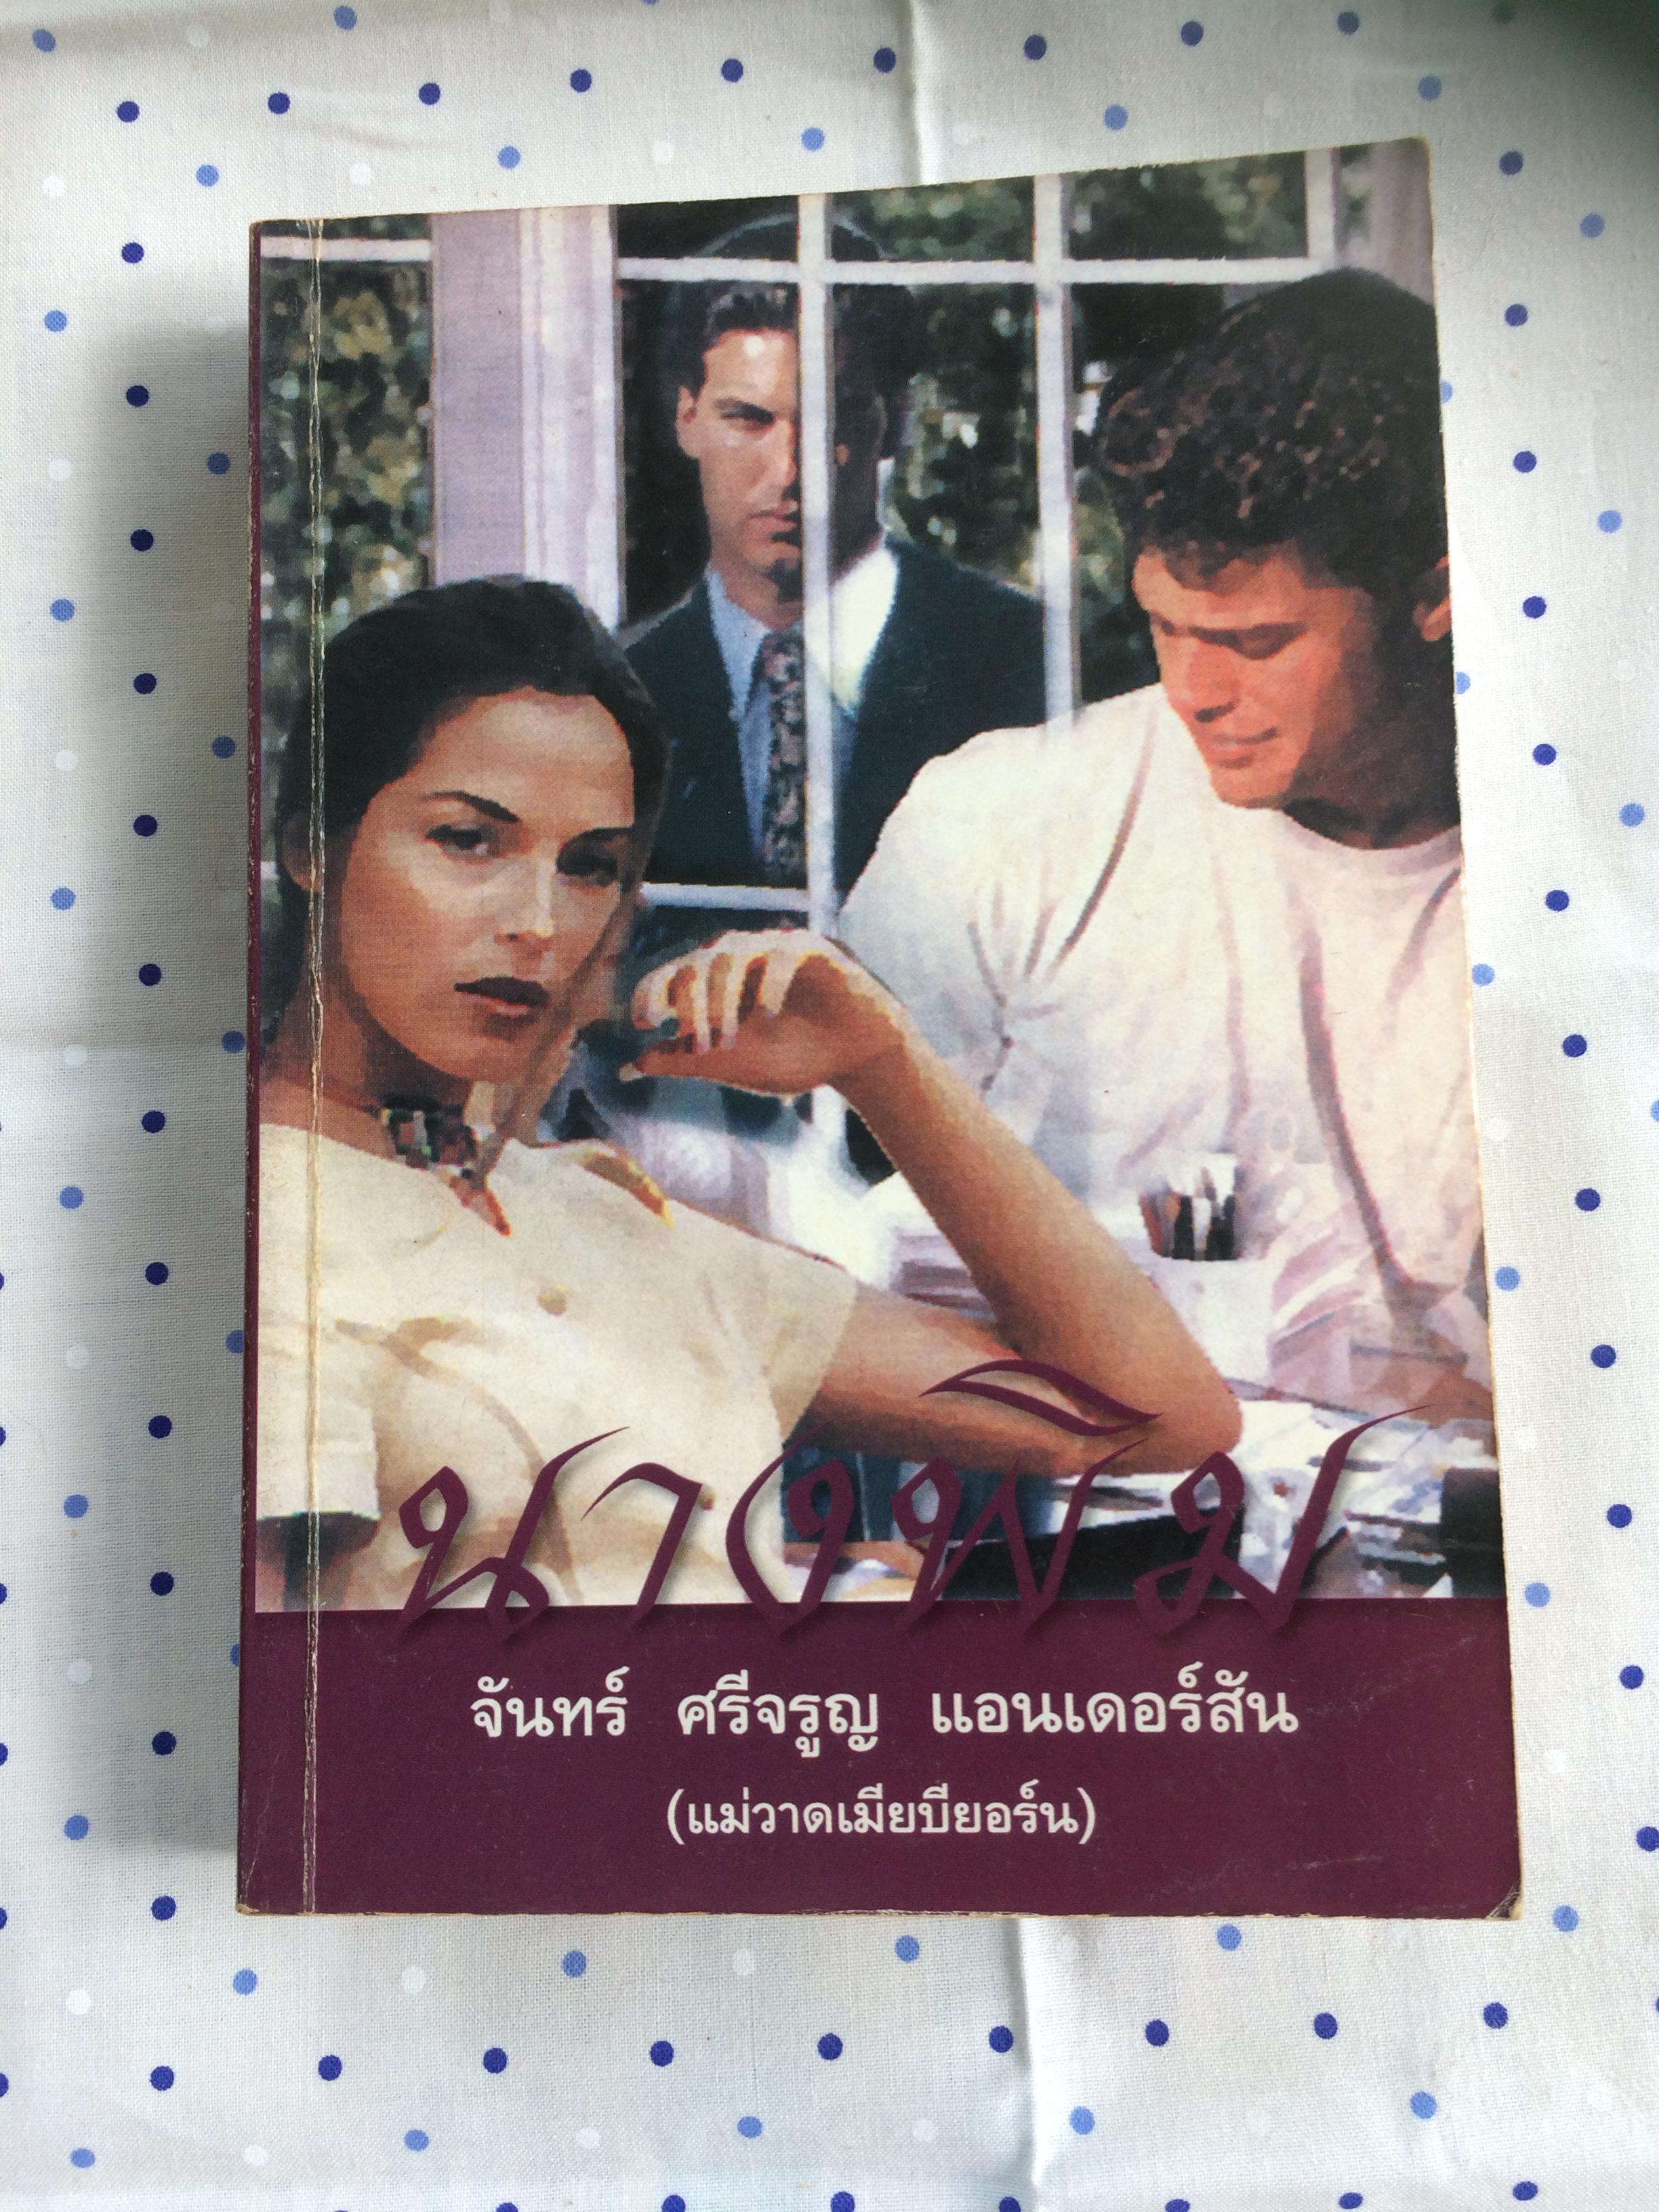 นางพิม
จันทร์ ศรีจรูญ แอนเดอร์สัน
(แม่วาดเมียบียอร์น)